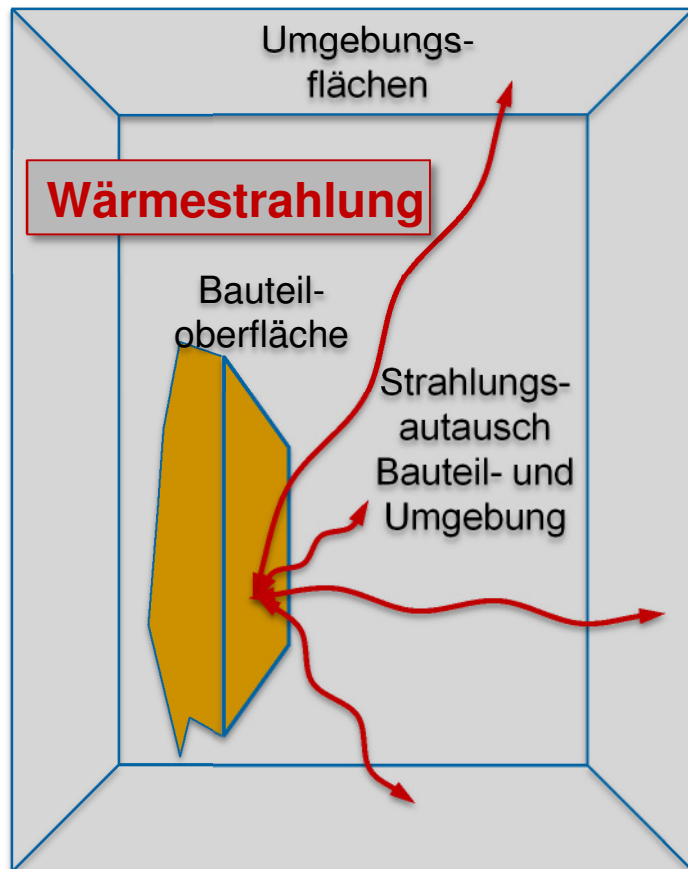 Umgebungs-
flächen
Wärmestrahlung
Bauteil-
oberfläche
Strahlungs-
autausch
Bauteil- und
Umgebung